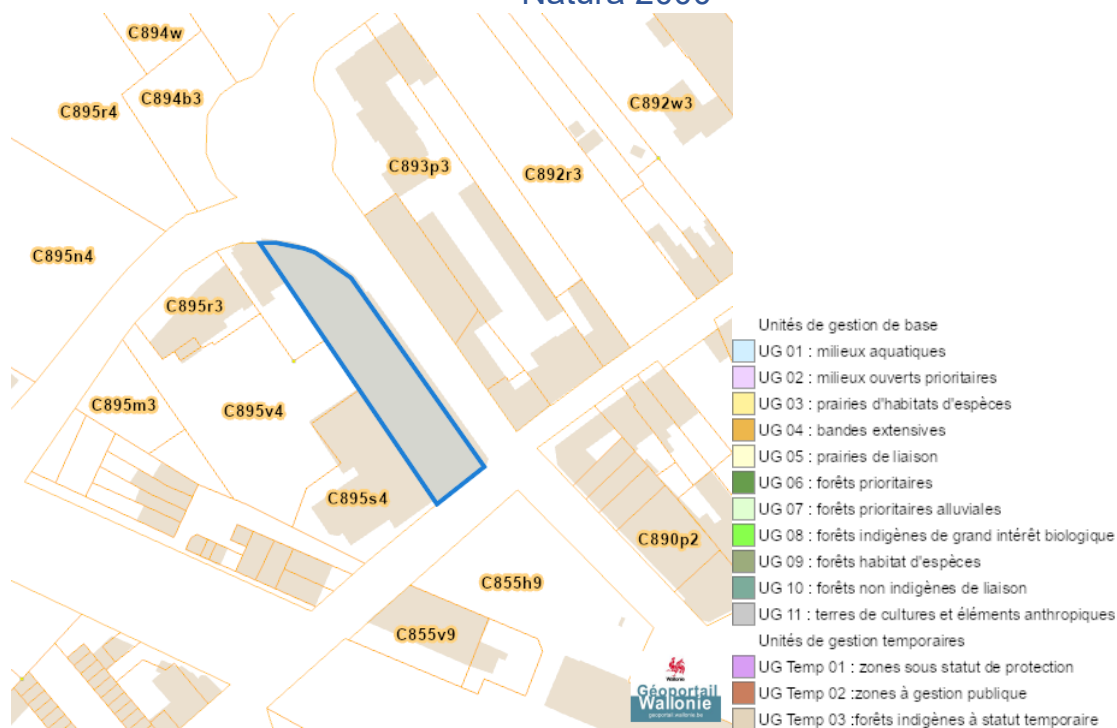 Natura 2000
C894w
C894b3
C895r4
C892w3
C893p3
C892r3
C895n4
C895r3
C895m3
C895v4
C895s4
C890p2
C855h9
C855v9
Unités de gestion de base
UG 01 : milieux aquatiques
UG 02 : milieux ouverts prioritaires
UG 03 : prairies d'habitats d'espèces
UG 04 : bandes extensives
UG 05 : prairies de liaison
UG 06 : forêts prioritaires
UG 07 : forêts prioritaires alluviales
UG 08 : forêts indigènes de grand intérêt biologique
UG 09 : forêts habitat d'espèces
UG 10 : forêts non indigènes de liaison
UG 11 : terres de cultures et éléments anthropiques
Unités de gestion temporaires
UG Temp 01 : zones sous statut de protection
UG Temp 02 :zones à gestion publique
UG Temp 03 :forêts indigènes à statut temporaire
Wallonie
Géoportail
Wallonie
geoportail.wallonie.be